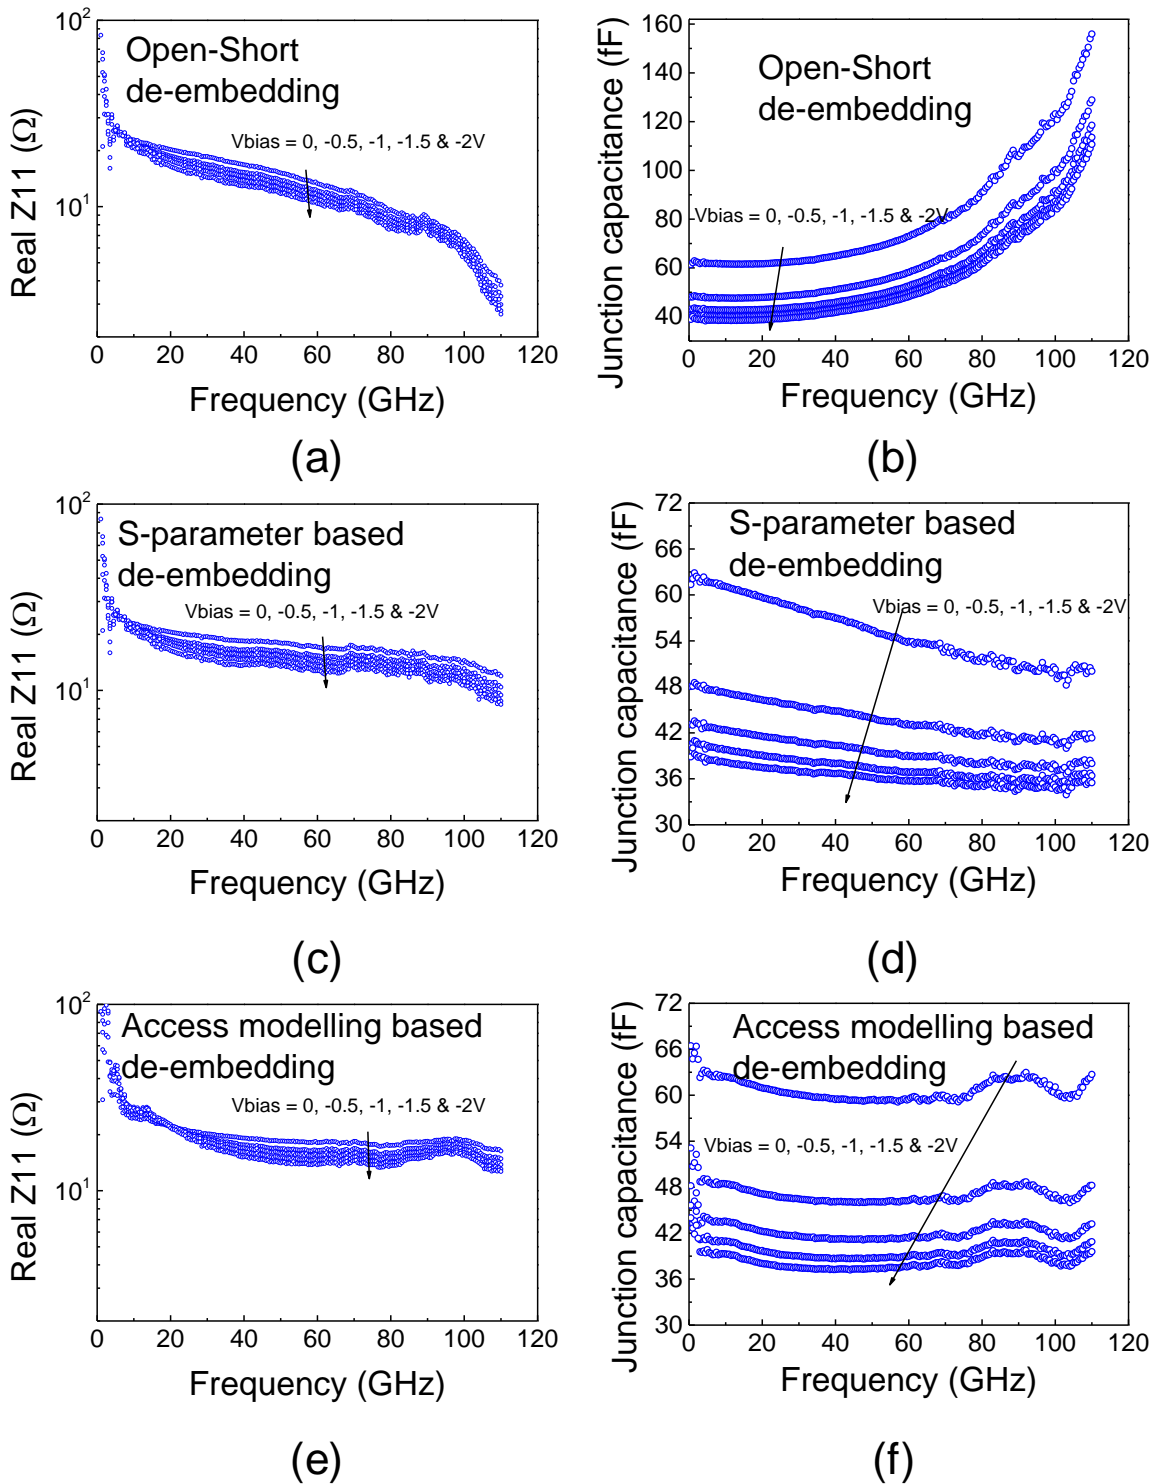 10²
10¹
Real Z11 (Ω)
Open-Short
de-embedding
Vbias = 0, -0.5, -1, -1.5 & -2V
0 20 40 60 80 100 120
Frequency (GHz)
(a)
160
140
120
100
80
60
40
Junction capacitance (fF)
Open-Short
de-embedding
Vbias = 0, -0.5, -1, -1.5 & -2V
0 20 40 60 80 100 120
Frequency (GHz)
(b)
10²
10¹
Real Z11 (Ω)
S-parameter based
de-embedding
Vbias = 0, -0.5, -1, -1.5 & -2V
0 20 40 60 80 100 120
Frequency (GHz)
(c)
72
66
60
54
48
42
36
30
Junction capacitance (fF)
S-parameter based
de-embedding
Vbias = 0, -0.5, -1, -1.5 & -2V
0 20 40 60 80 100 120
Frequency (GHz)
(d)
10²
10¹
Real Z11 (Ω)
Access modelling based
de-embedding
Vbias = 0, -0.5, -1, -1.5 & -2V
0 20 40 60 80 100 120
Frequency (GHz)
(e)
72
66
60
54
48
42
36
30
Junction capacitance (fF)
Access modelling based
de-embedding
Vbias = 0, -0.5, -1, -1.5 & -2V
0 20 40 60 80 100 120
Frequency (GHz)
(f)